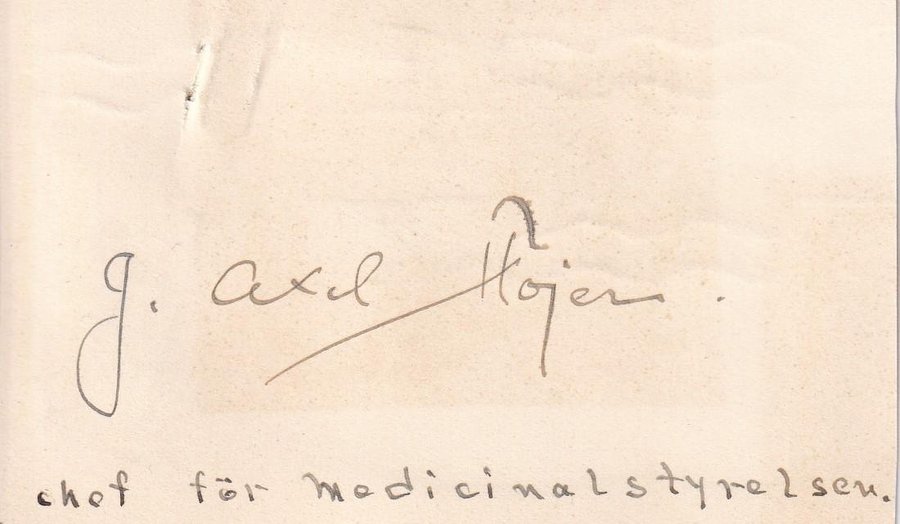 J. Axel Höjer.
chef för medicinalstyrelsen.